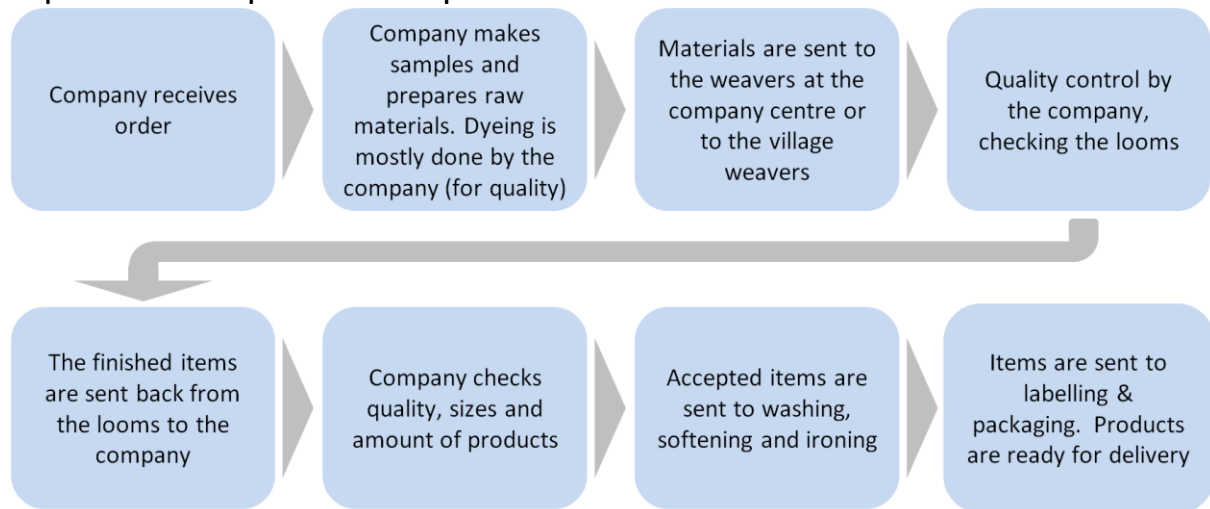 Company receives
order
Company makes
samples and
prepares raw
materials. Dyeing is
mostly done by the
company (for quality)
Materials are sent to
the weavers at the
company centre or
to the village
weavers
Quality control by
the company,
checking the looms
The finished items
are sent back from
the looms to the
company
Company checks
quality, sizes and
amount of products
Accepted items are
sent to washing,
softening and ironing
Items are sent to
labelling &
packaging. Products
are ready for delivery